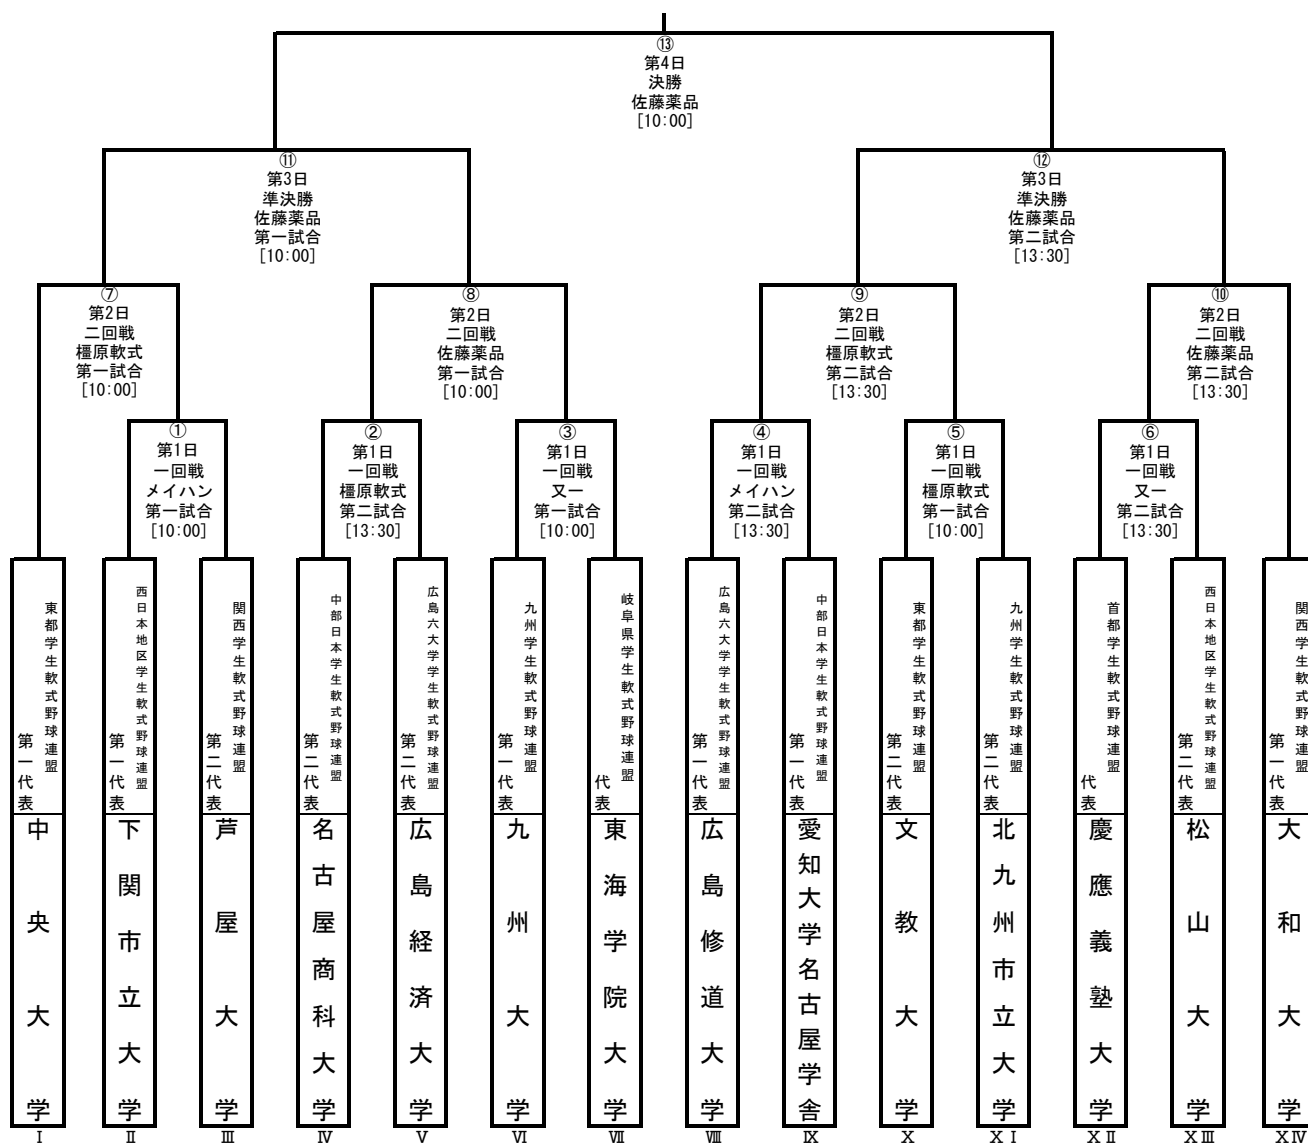 ⑬
第4日
決勝
佐藤薬品
[10:00]
⑪
第3日
準決勝
佐藤薬品
第一試合
[10:00]
⑫
第3日
準決勝
佐藤薬品
第二試合
[13:30]
⑦
第2日
二回戦
橿原軟式
第一試合
[10:00]
⑧
第2日
二回戦
佐藤薬品
第一試合
[10:00]
⑨
第2日
二回戦
橿原軟式
第二試合
[13:30]
⑩
第2日
二回戦
佐藤薬品
第二試合
[13:30]
①
第1日
一回戦
メイハン
第一試合
[10:00]
②
第1日
一回戦
橿原軟式
第二試合
[13:30]
③
第1日
一回戦
又一
第一試合
[10:00]
④
第1日
一回戦
メイハン
第二試合
[13:30]
⑤
第1日
一回戦
橿原軟式
第一試合
[10:00]
⑥
第1日
一回戦
又一
第二試合
[13:30]
東都学生軟式野球連盟
第一代表
中央大学
Ⅰ
西日本地区学生軟式野球連盟
第一代表
下関市立大学
Ⅱ
関西学生軟式野球連盟
第二代表
芦屋大学
Ⅲ
中部日本学生軟式野球連盟
第二代表
名古屋商科大学
Ⅳ
広島六大学学生軟式野球連盟
第二代表
広島経済大学
Ⅴ
九州学生軟式野球連盟
第一代表
九州大学
Ⅵ
岐阜県学生軟式野球連盟
代表
東海学院大学
Ⅶ
広島六大学学生軟式野球連盟
第一代表
広島修道大学
Ⅷ
中部日本学生軟式野球連盟
第一代表
愛知大学名古屋学舎
Ⅸ
東都学生軟式野球連盟
第二代表
文教大学
Ⅹ
九州学生軟式野球連盟
第二代表
北九州市立大学
ⅩⅠ
首都学生軟式野球連盟
代表
慶應義塾大学
ⅩⅡ
西日本地区学生軟式野球連盟
第二代表
松山大学
ⅩⅢ
関西学生軟式野球連盟
第一代表
大和大学
ⅩⅣ